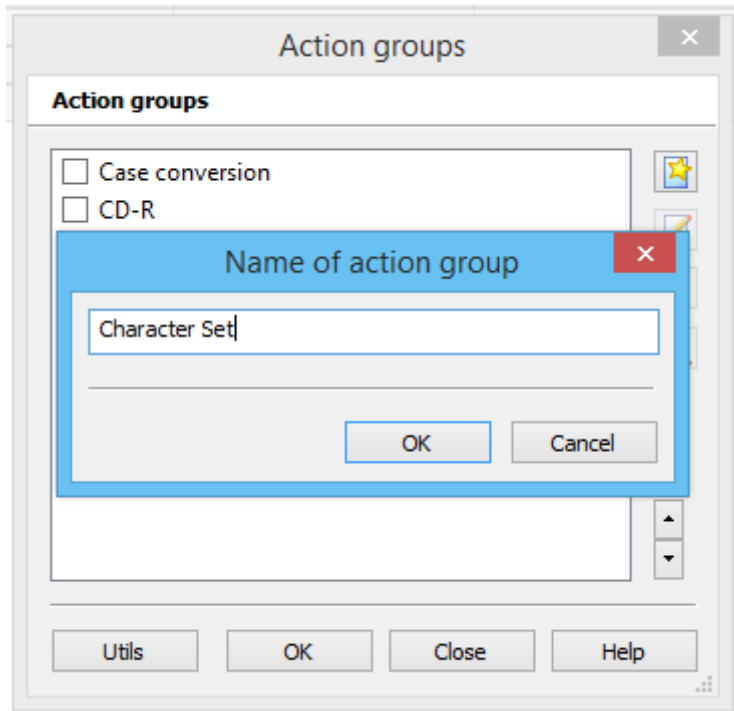 Action groups
Action groups
Case conversion
CD-R
Name of action group
Character Set
OK Cancel
Utils OK Close Help